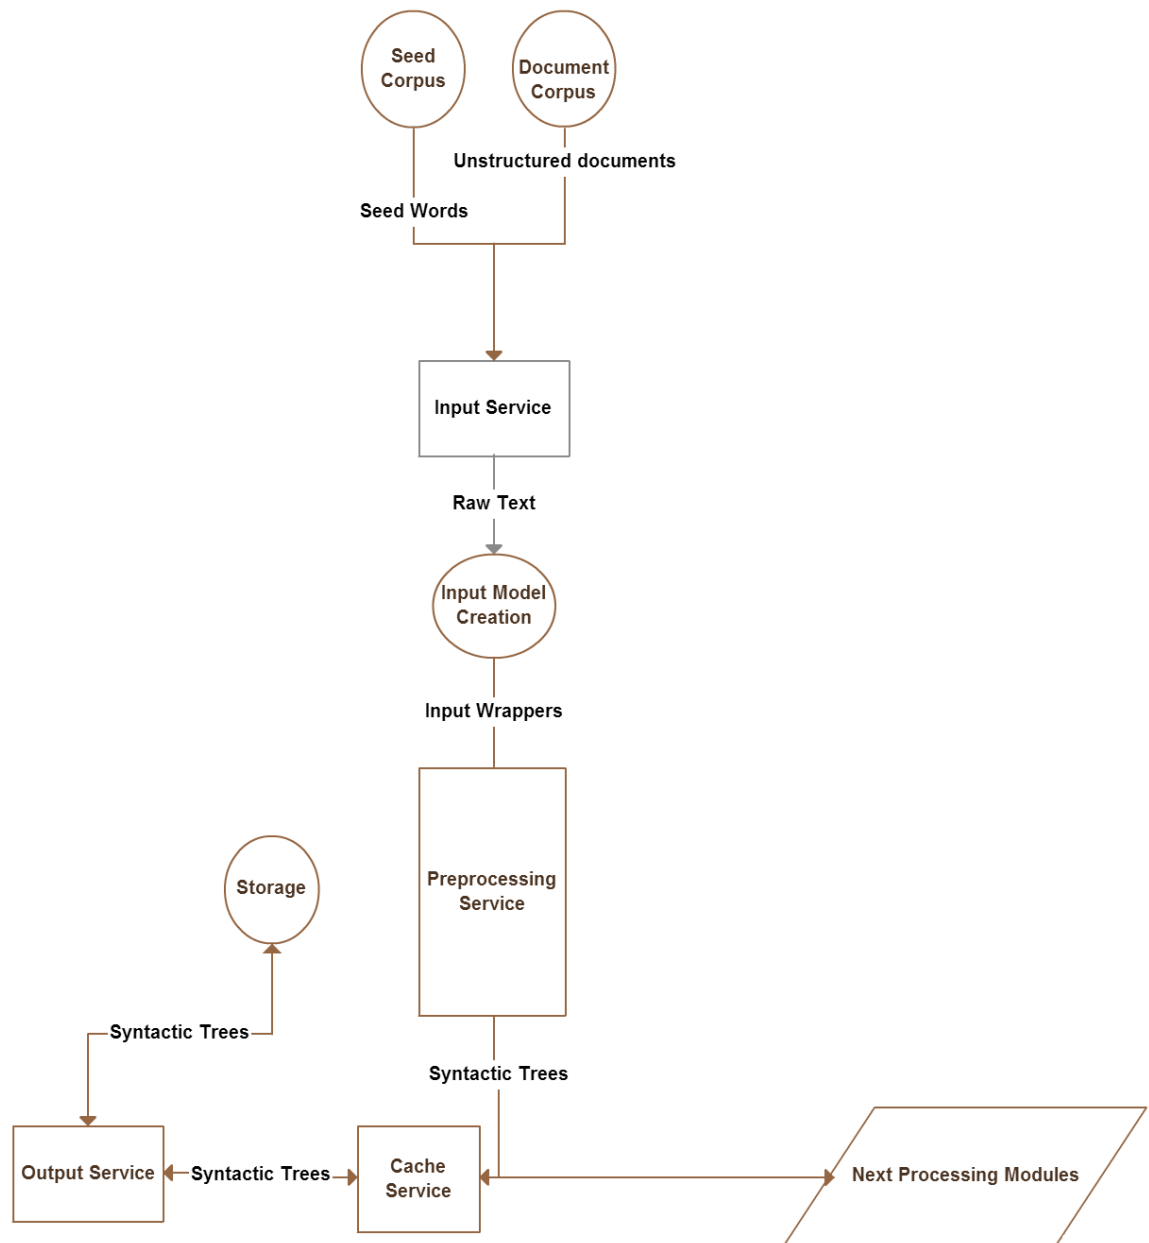 Seed
Corpus
Document
Corpus
Unstructured documents
Seed Words
Input Service
Raw Text
Input Model
Creation
Input Wrappers
Preprocessing
Service
Storage
Syntactic Trees
Syntactic Trees
Output Service
Syntactic Trees
Cache
Service
Next Processing Modules